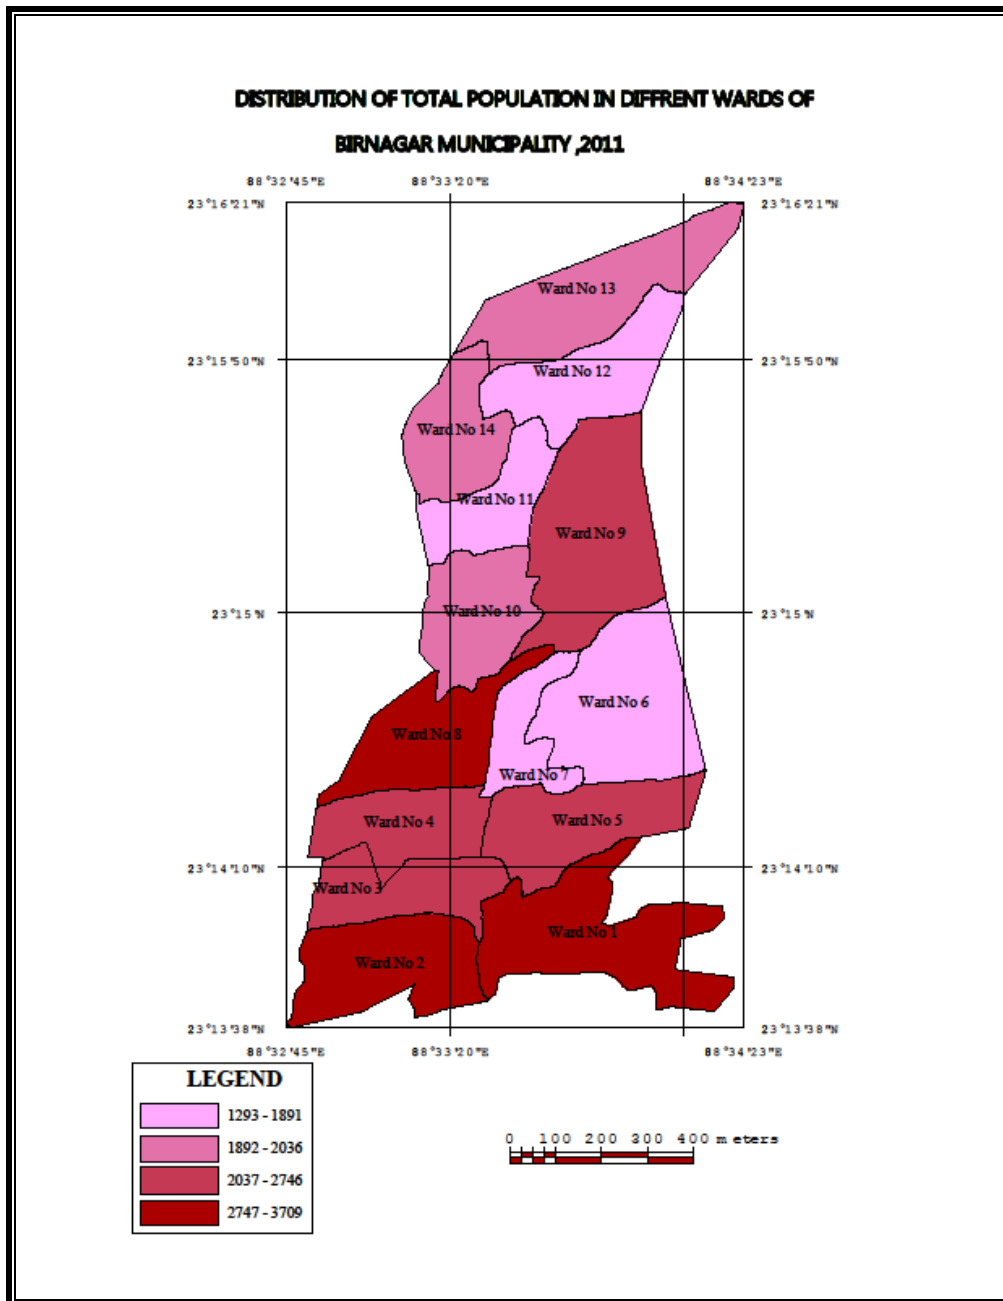 DISTRIBUTION OF TOTAL POPULATION IN DIFFRENT WARDS OF
BIRNAGAR MUNICIPALITY ,2011
88°32'45"E 88°33'20"E 88°34'23"E
23°16'21"N 23°16'21"N
Ward No 13
23°15'50"N 23°15'50"N
Ward No 12
Ward No 14
Ward No 11
Ward No 9
Ward No 10
23°15'N 23°15'N
Ward No 6
Ward No 8
Ward No 7
Ward No 4
Ward No 5
23°14'10"N 23°14'10"N
Ward No 3
Ward No 1
Ward No 2
23°13'38"N 23°13'38"N
88°32'45"E 88°33'20"E 88°34'23"E
LEGEND
1293 - 1891
1892 - 2036
2037 - 2746
2747 - 3709
0 100 200 300 400 meters